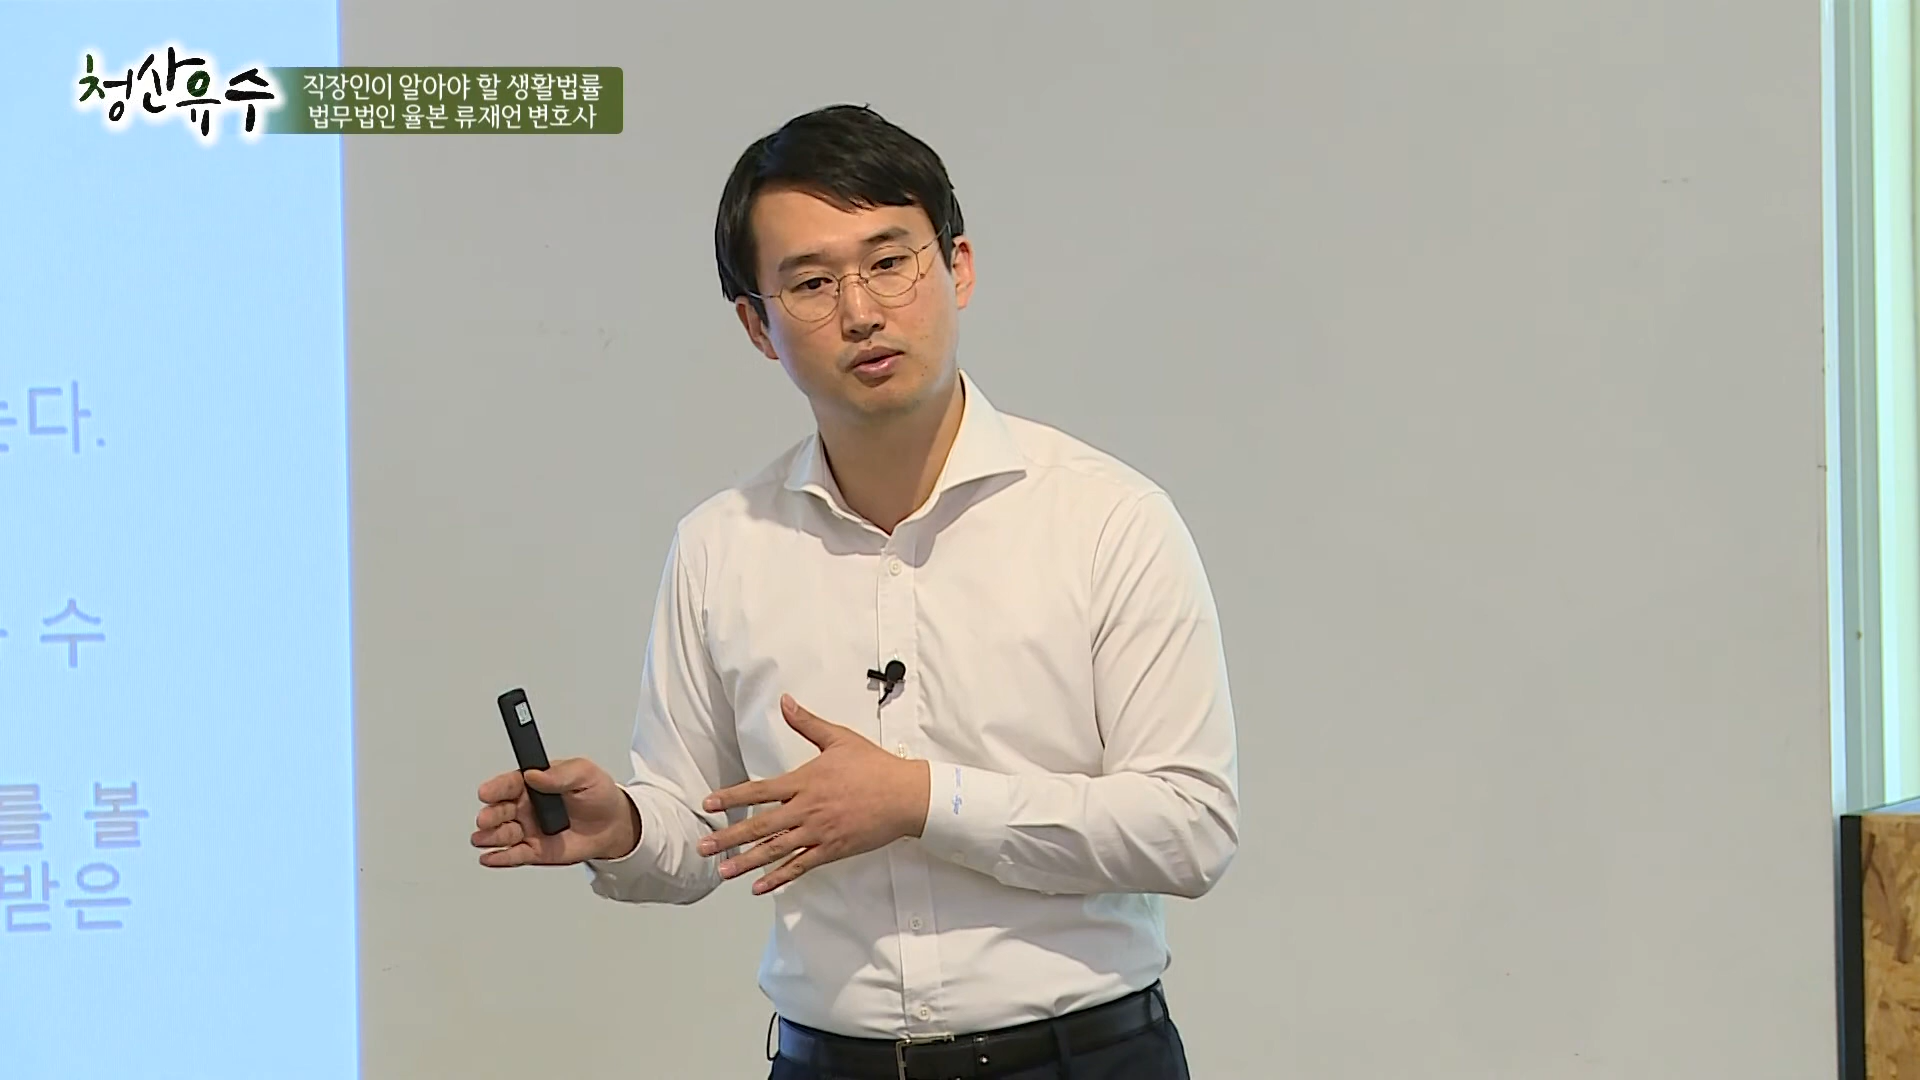 청산유수
직장인이 알아야 할 생활법률
법무법인 율본 류재언 변호사
다.
수
를 볼
받은